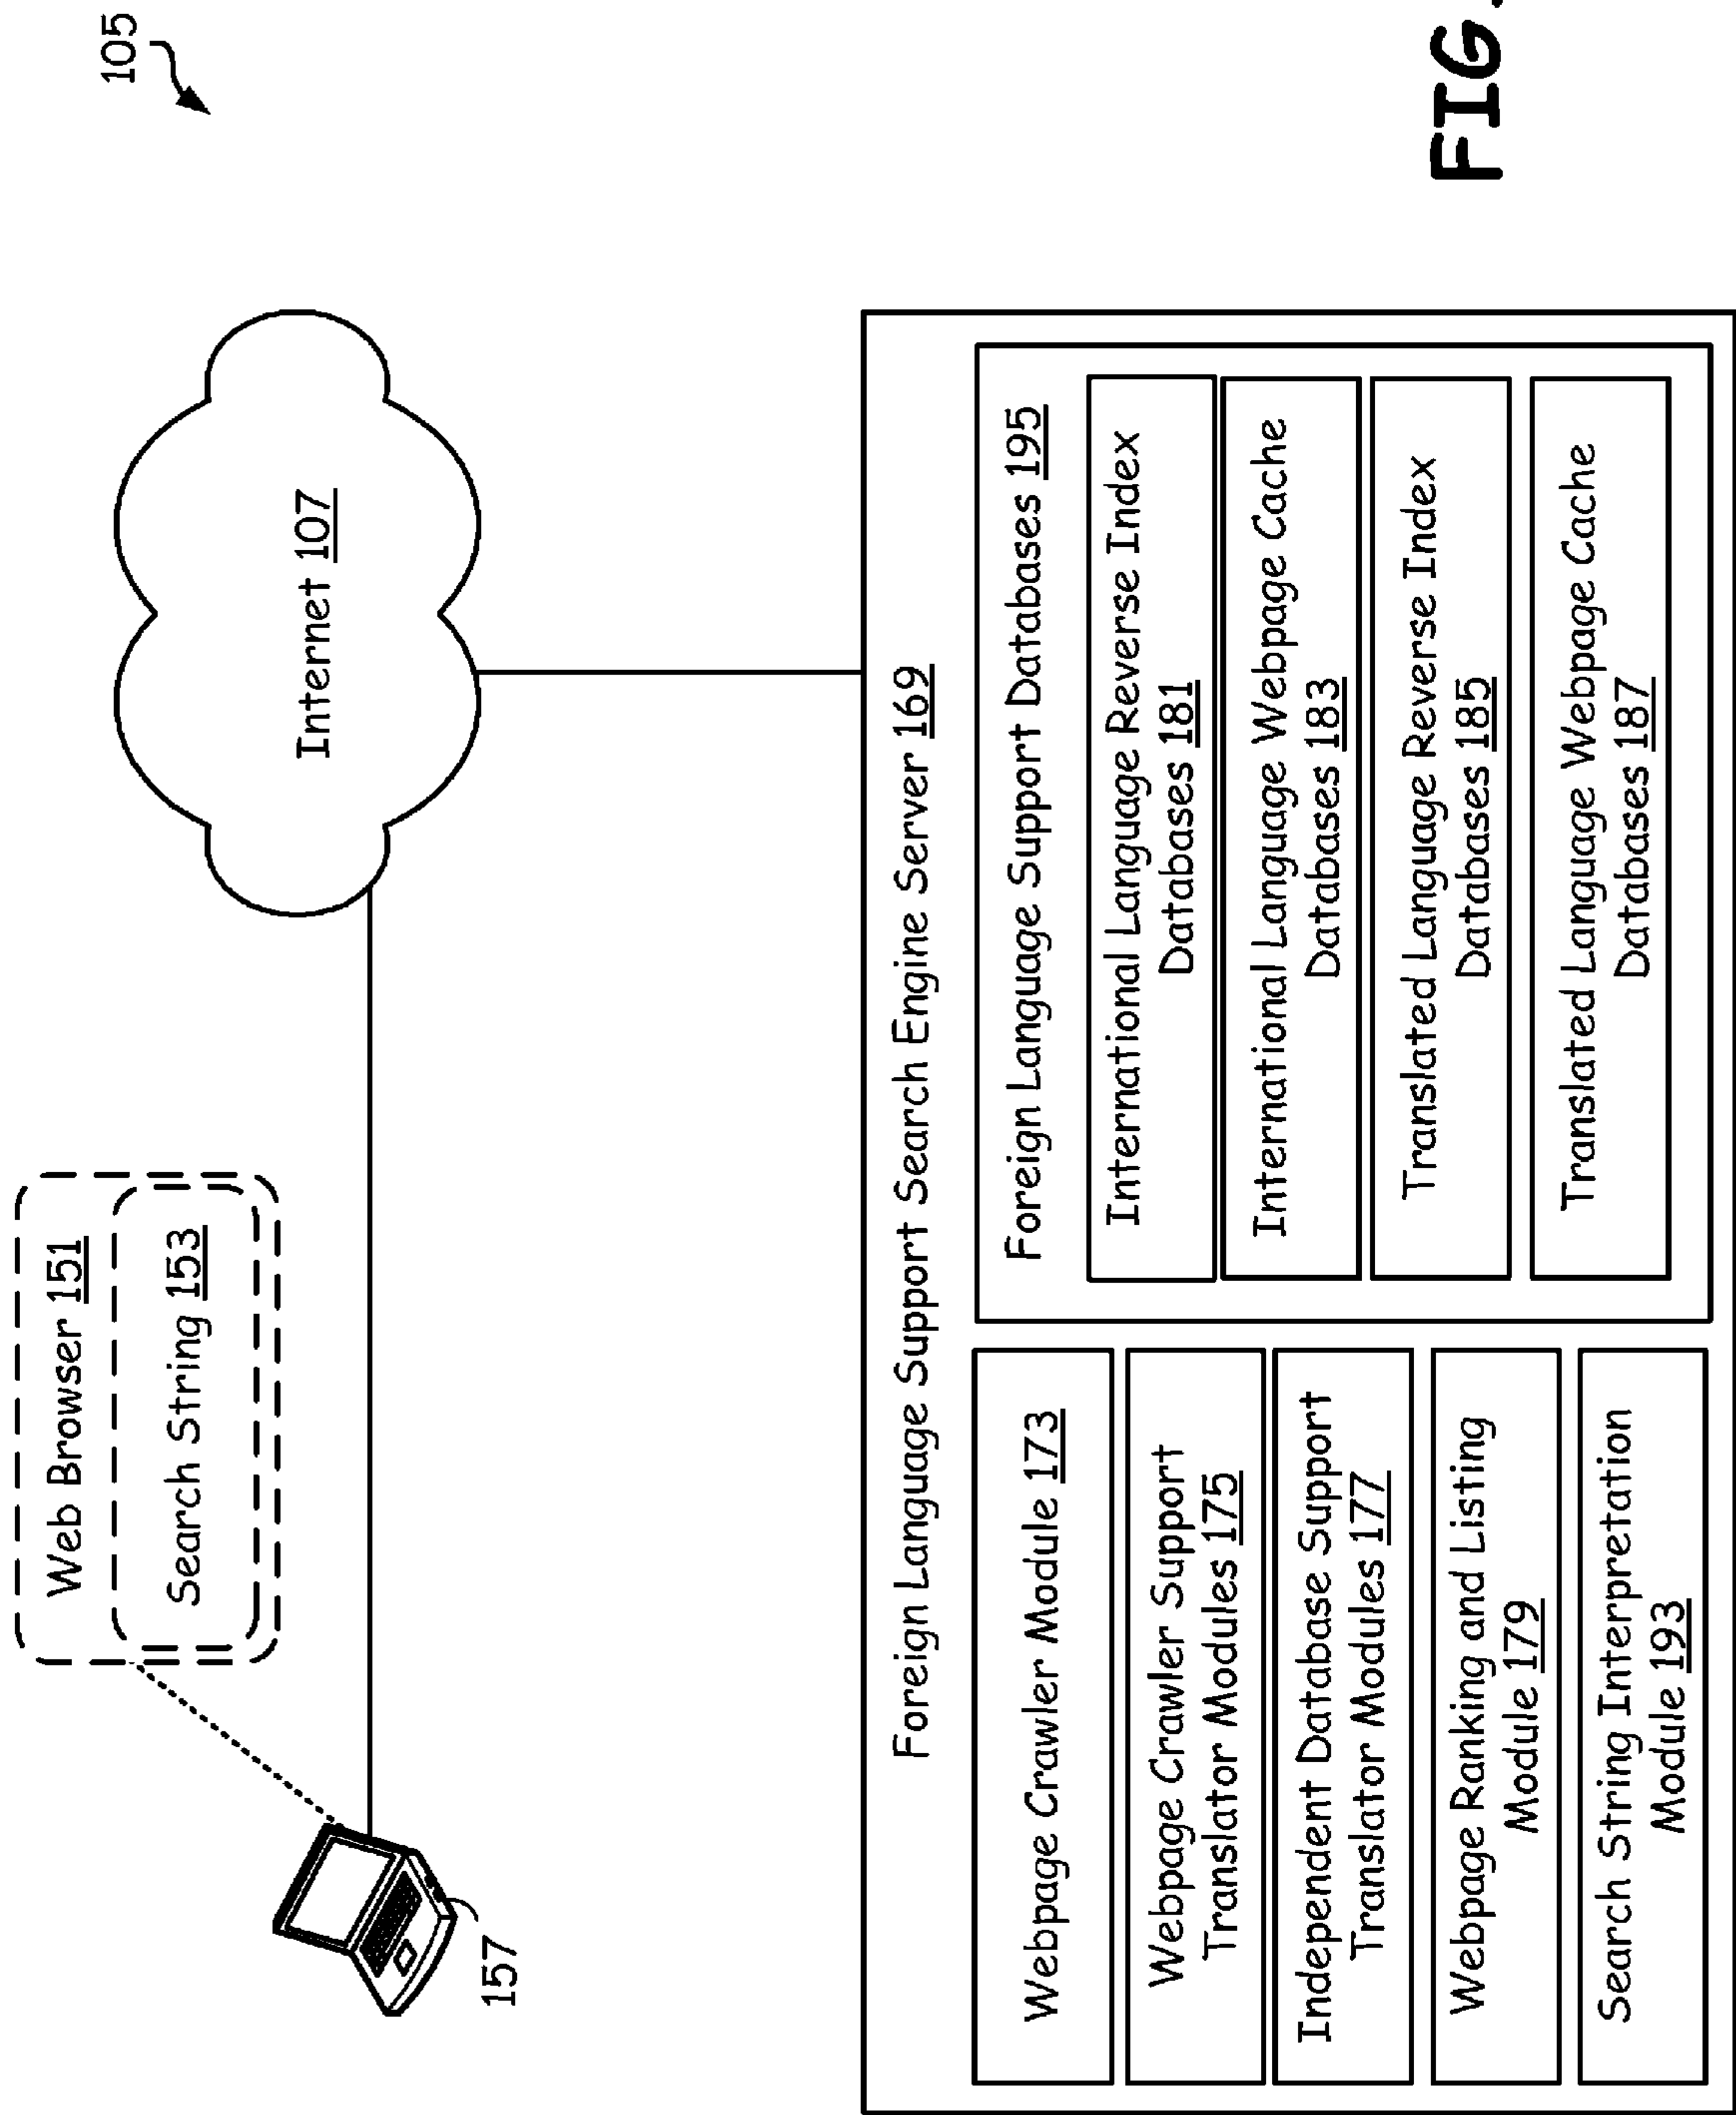 105
Web Browser 151
Search String 153
157
Internet 107
Foreign Language Support Search Engine Server 169
Webpage Crawler Module 173
Webpage Crawler Support
Translator Modules 175
Independent Database Support
Translator Modules 177
Webpage Ranking and Listing
Module 179
Search String Interpretation
Module 193
Foreign Language Support Databases 195
International Language Reverse Index
Databases 181
International Language Webpage Cache
Databases 183
Translated Language Reverse Index
Databases 185
Translated Language Webpage Cache
Databases 187
FIG.